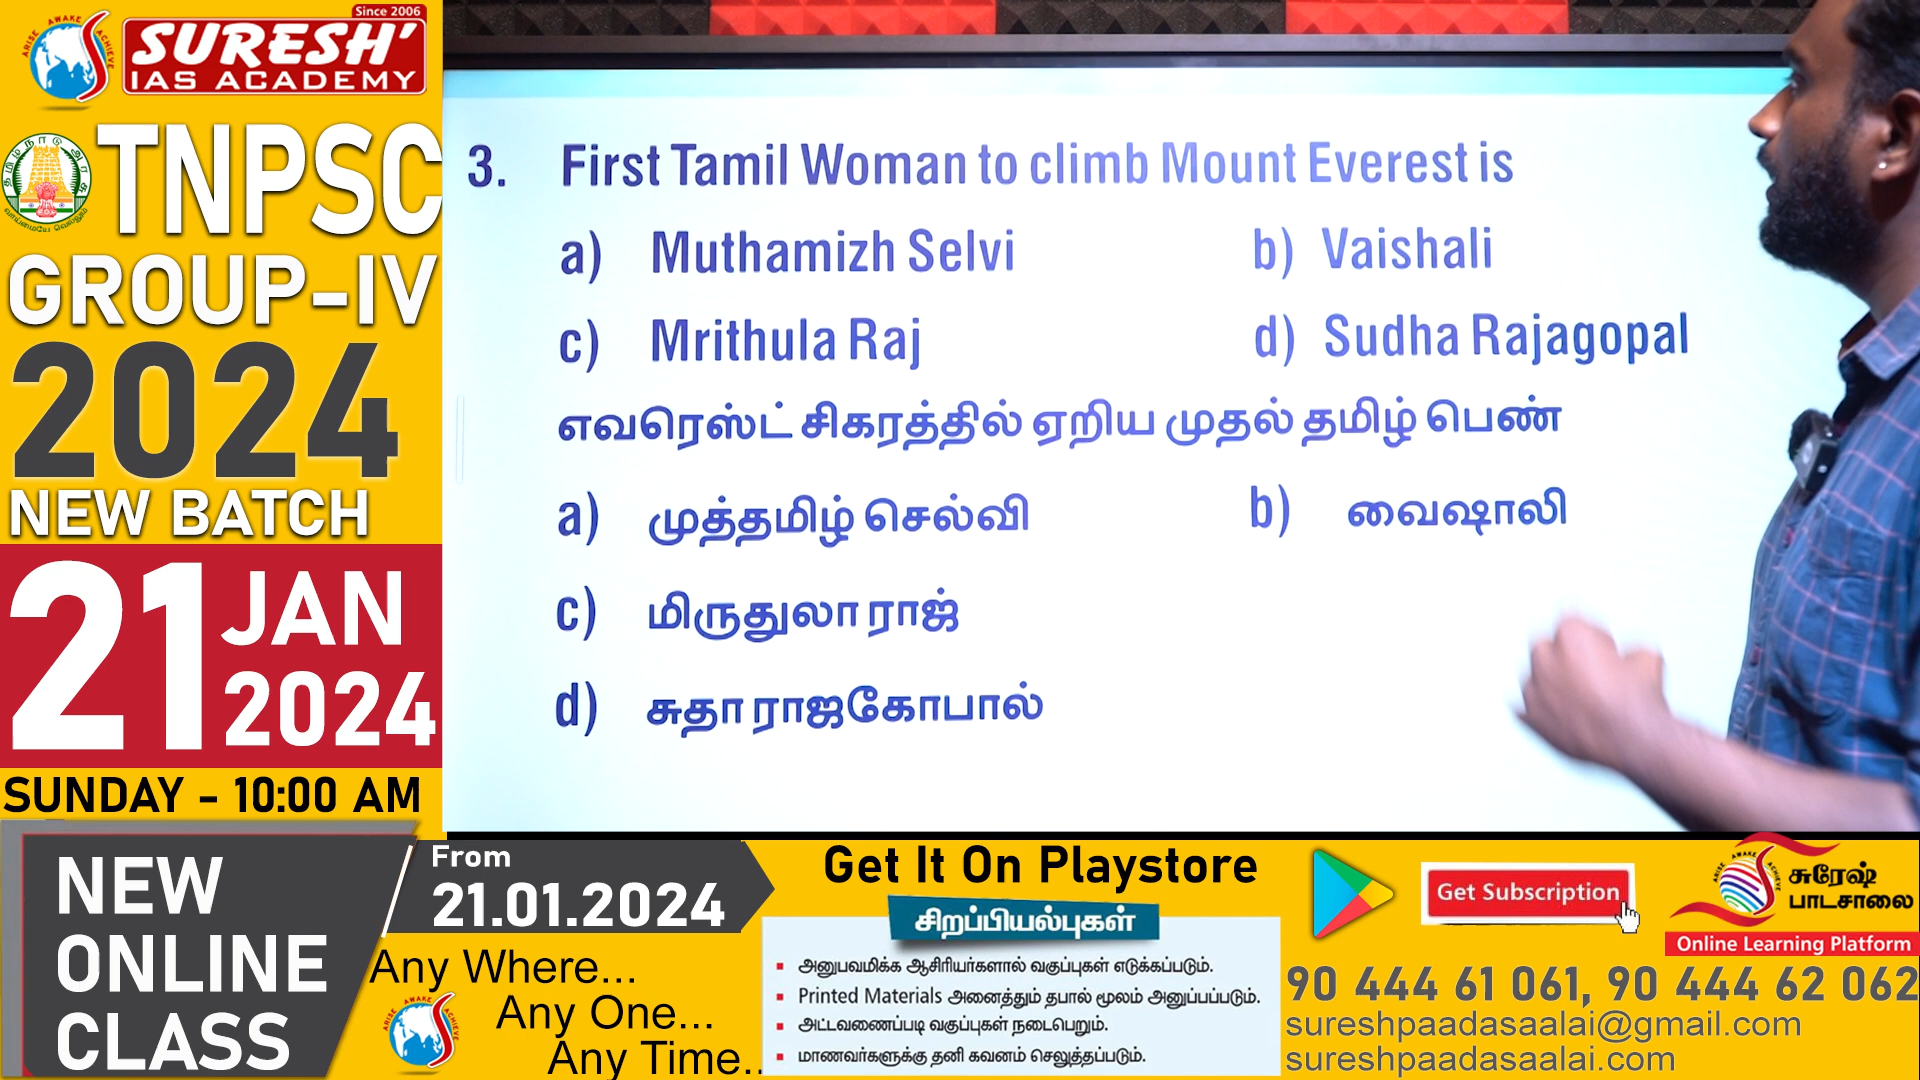 Since 2006
SURESH'
IAS ACADEMY
ARISE AWAKE ACHIEVE
TNPSC
GROUP-IV
2024
NEW BATCH
21 JAN
2024
SUNDAY - 10:00 AM
3. First Tamil Woman to climb Mount Everest is
a) Muthamizh Selvi b) Vaishali
c) Mrithula Raj d) Sudha Rajagopal
எவரெஸ்ட் சிகரத்தில் ஏறிய முதல் தமிழ் பெண்
a) முத்தமிழ் செல்வி b) வைஷாலி
c) மிருதுலா ராஜ்
d) சுதா ராஜகோபால்
NEW
ONLINE
CLASS
From
21.01.2024
Any Where...
Any One...
Any Time..
Get It On Playstore
சிறப்பியல்புகள்
▪ அனுபவமிக்க ஆசிரியர்களால் வகுப்புகள் எடுக்கப்படும்.
▪ Printed Materials அனைத்தும் தபால் மூலம் அனுப்பப்படும்.
▪ அட்டவணைப்படி வகுப்புகள் நடைபெறும்.
▪ மாணவர்களுக்கு தனி கவனம் செலுத்தப்படும்.
Get Subscription
சுரேஷ்
பாடசாலை
Online Learning Platform
90 444 61 061, 90 444 62 062
sureshpaadasaalai@gmail.com
sureshpaadasaalai.com